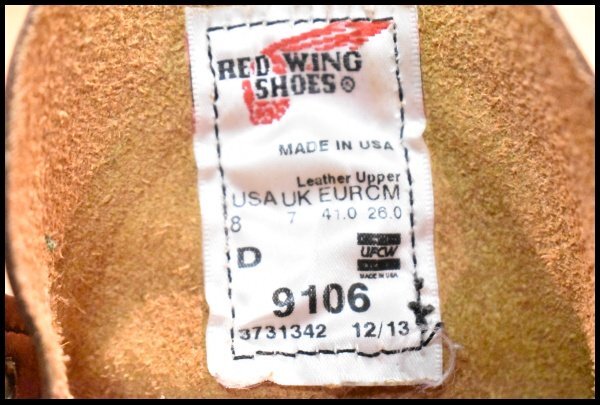 RED WING
SHOES®
MADE IN USA
Leather Upper
USA UK EUR CM
8 7 41.0 26.0
D
UFCW
MADE IN USA
9106
3731342 12/13